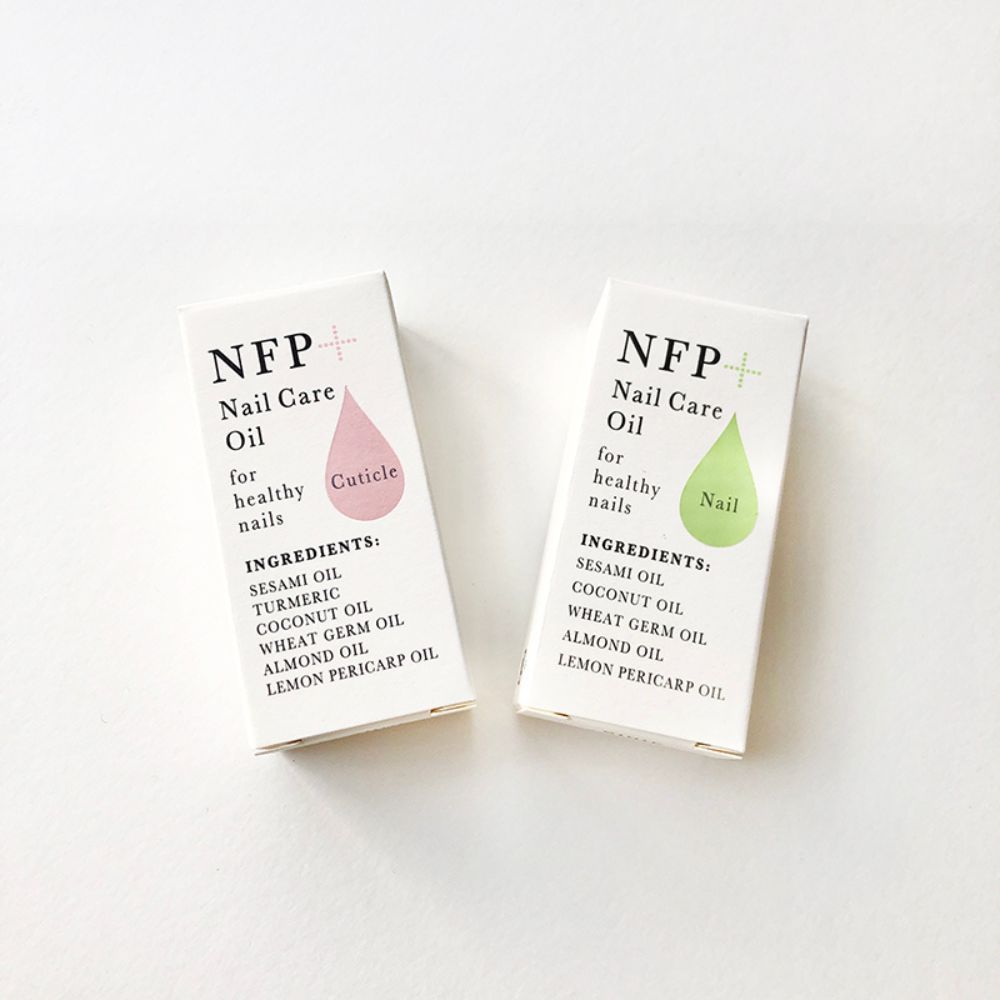 NFP+
Nail Care
Oil
for
healthy
nails
Cuticle
INGREDIENTS:
SESAMI OIL
TURMERIC
COCONUT OIL
WHEAT GERM OIL
ALMOND OIL
LEMON PERICARP OIL
NFP+
Nail Care
Oil
for
healthy
nails
Nail
INGREDIENTS:
SESAMI OIL
COCONUT OIL
WHEAT GERM OIL
ALMOND OIL
LEMON PERICARP OIL